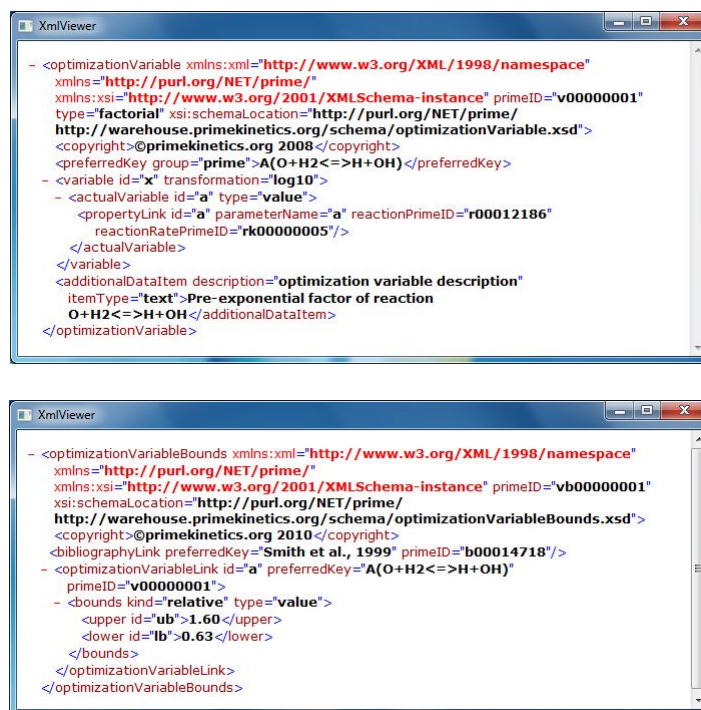 XmlViewer
- <optimizationVariable xmlns:xml="http://www.w3.org/XML/1998/namespace"
xmlns="http://purl.org/NET/prime/"
xmlns:xsi="http://www.w3.org/2001/XMLSchema-instance" primeID="v00000001"
type="factorial" xsi:schemaLocation="http://purl.org/NET/prime/
http://warehouse.primekinetics.org/schema/optimizationVariable.xsd">
<copyright>©primekinetics.org 2008</copyright>
<preferredKey group="prime">A(O+H2<=>H+OH)</preferredKey>
- <variable id="x" transformation="log10">
- <actualVariable id="a" type="value">
<propertyLink id="a" parameterName="a" reactionPrimeID="r00012186"
reactionRatePrimeID="rk00000005"/>
</actualVariable>
</variable>
<additionalDataItem description="optimization variable description"
itemType="text">Pre-exponential factor of reaction
O+H2<=>H+OH</additionalDataItem>
</optimizationVariable>
XmlViewer
- <optimizationVariableBounds xmlns:xml="http://www.w3.org/XML/1998/namespace"
xmlns="http://purl.org/NET/prime/"
xmlns:xsi="http://www.w3.org/2001/XMLSchema-instance" primeID="vb00000001"
xsi:schemaLocation="http://purl.org/NET/prime/
http://warehouse.primekinetics.org/schema/optimizationVariableBounds.xsd">
<copyright>©primekinetics.org 2010</copyright>
<bibliographyLink preferredKey="Smith et al., 1999" primeID="b00014718"/>
- <optimizationVariableLink id="a" preferredKey="A(O+H2<=>H+OH)"
primeID="v00000001">
- <bounds kind="relative" type="value">
<upper id="ub">1.60</upper>
<lower id="lb">0.63</lower>
</bounds>
</optimizationVariableLink>
</optimizationVariableBounds>